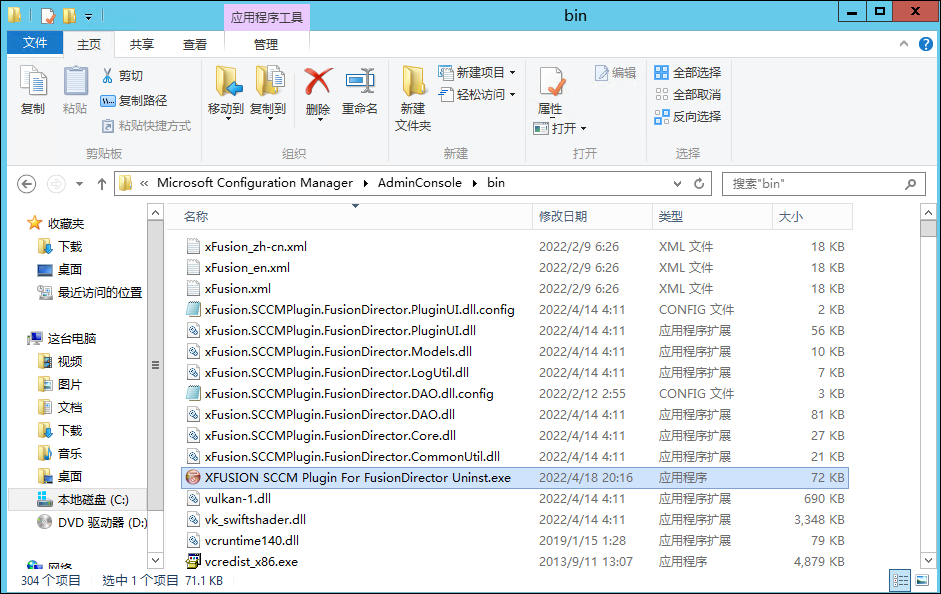 应用程序工具
bin
文件
主页
共享
查看
管理
复制
粘贴
剪切
复制路径
粘贴快捷方式
剪贴板
移动到
复制到
删除
重命名
组织
新建
文件夹
新建项目
轻松访问
新建
属性
打开
编辑
打开
全部选择
全部取消
反向选择
选择
« Microsoft Configuration Manager AdminConsole bin
搜索"bin"
收藏夹
下载
桌面
最近访问的位置
这台电脑
视频
图片
文档
下载
音乐
桌面
本地磁盘 (C:)
DVD 驱动器 (D:)
网络
名称 修改日期 类型 大小
xFusion_zh-cn.xml 2022/2/9 6:26 XML 文件 18 KB
xFusion_en.xml 2022/2/9 6:26 XML 文件 18 KB
xFusion.xml 2022/2/9 6:26 XML 文件 18 KB
xFusion.SCCMPlugin.FusionDirector.PluginUI.dll.config 2022/4/14 4:11 CONFIG 文件 2 KB
xFusion.SCCMPlugin.FusionDirector.PluginUI.dll 2022/4/14 4:11 应用程序扩展 56 KB
xFusion.SCCMPlugin.FusionDirector.Models.dll 2022/4/14 4:11 应用程序扩展 10 KB
xFusion.SCCMPlugin.FusionDirector.LogUtil.dll 2022/4/14 4:11 应用程序扩展 7 KB
xFusion.SCCMPlugin.FusionDirector.DAO.dll.config 2022/2/12 2:55 CONFIG 文件 3 KB
xFusion.SCCMPlugin.FusionDirector.DAO.dll 2022/4/14 4:11 应用程序扩展 81 KB
xFusion.SCCMPlugin.FusionDirector.Core.dll 2022/4/14 4:11 应用程序扩展 27 KB
xFusion.SCCMPlugin.FusionDirector.CommonUtil.dll 2022/4/14 4:11 应用程序扩展 21 KB
XFUSION SCCM Plugin For FusionDirector Uninst.exe 2022/4/18 20:16 应用程序 72 KB
vulkan-1.dll 2022/4/14 4:11 应用程序扩展 690 KB
vk_swiftshader.dll 2022/4/14 4:11 应用程序扩展 3,348 KB
vcruntime140.dll 2019/1/15 1:28 应用程序扩展 79 KB
vcredist_x86.exe 2013/9/11 13:07 应用程序 4,879 KB
304 个项目 选中 1 个项目 71.1 KB